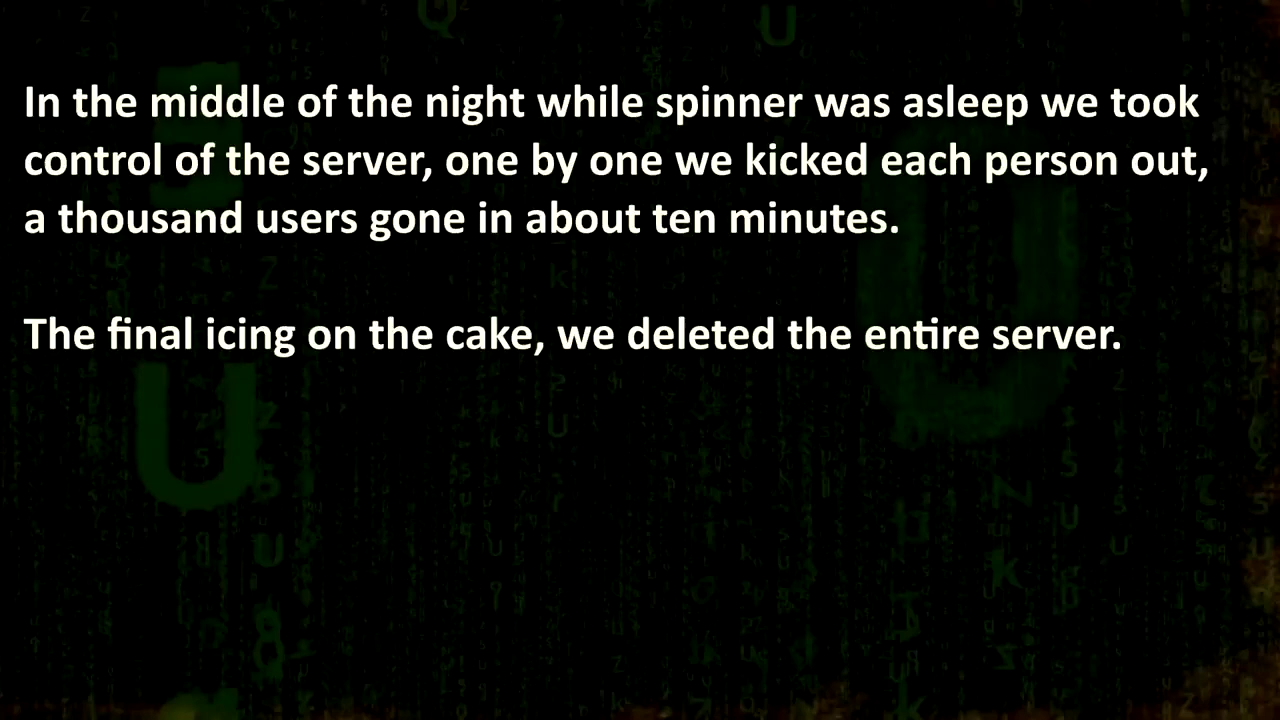 In the middle of the night while spinner was asleep we took
control of the server, one by one we kicked each person out,
a thousand users gone in about ten minutes.
The final icing on the cake, we deleted the entire server.